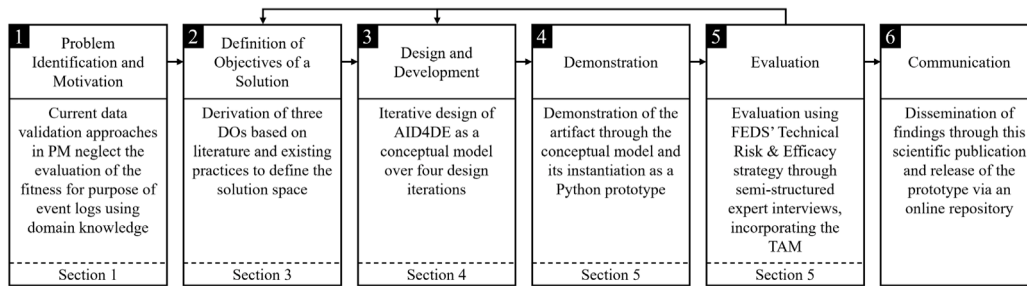 1
Problem
Identification and
Motivation
Current data
validation approaches
in PM neglect the
evaluation of the
fitness for purpose of
event logs using
domain knowledge
Section 1
2
Definition of
Objectives of a
Solution
Derivation of three
DOs based on
literature and existing
practices to define the
solution space
Section 3
3
Design and
Development
Iterative design of
AID4DE as a
conceptual model
over four design
iterations
Section 4
4
Demonstration
Demonstration of the
artifact through the
conceptual model and
its instantiation as a
Python prototype
Section 5
5
Evaluation
Evaluation using
FEDS' Technical
Risk & Efficacy
strategy through
semi-structured
expert interviews,
incorporating the
TAM
Section 5
6
Communication
Dissemination of
findings through this
scientific publication
and release of the
prototype via an
online repository